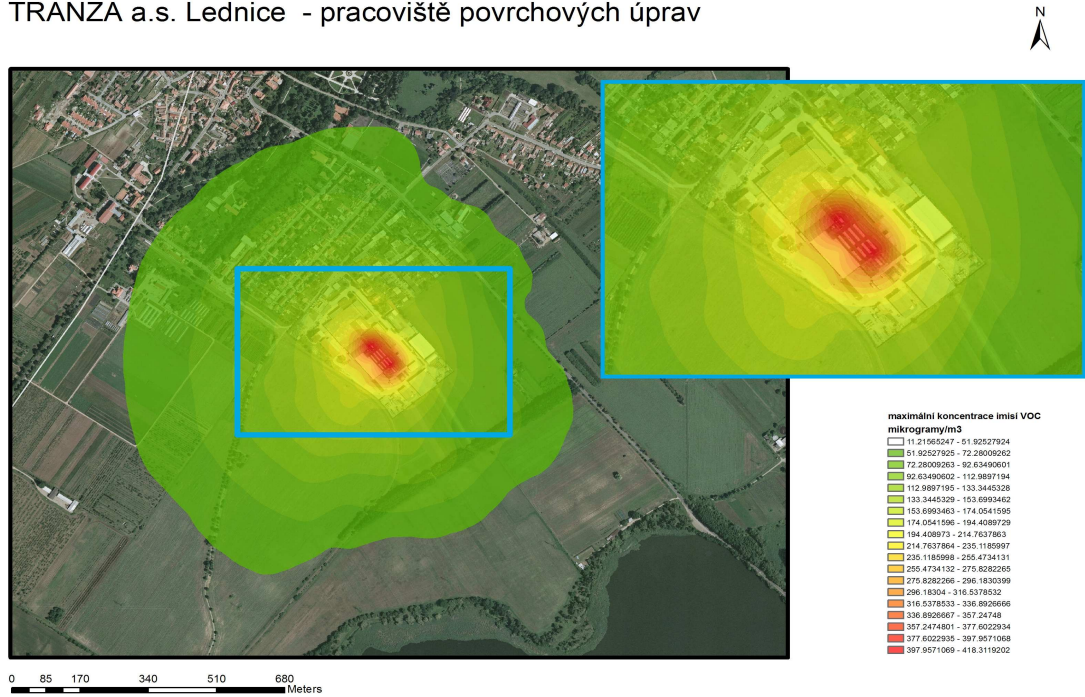 TRANZA a.s. Lednice - pracoviště povrchových úprav
N
maximální koncentrace imisí VOC
mikrogramy/m3
11.21565247 - 51.92527924
51.92527925 - 72.28009262
72.28009263 - 92.63490601
92.63490602 - 112.9897194
112.9897195 - 133.3445328
133.3445329 - 153.6993462
153.6993463 - 174.0541595
174.0541596 - 194.4089729
194.408973 - 214.7637863
214.7637864 - 235.1185997
235.1185998 - 255.4734131
255.4734132 - 275.8282265
275.8282266 - 296.1830399
296.18304 - 316.5378532
316.5378533 - 336.8926666
336.8926667 - 357.24748
357.2474801 - 377.6022934
377.6022935 - 397.9571068
397.9571069 - 418.3119202
0 85 170 340 510 680
Meters